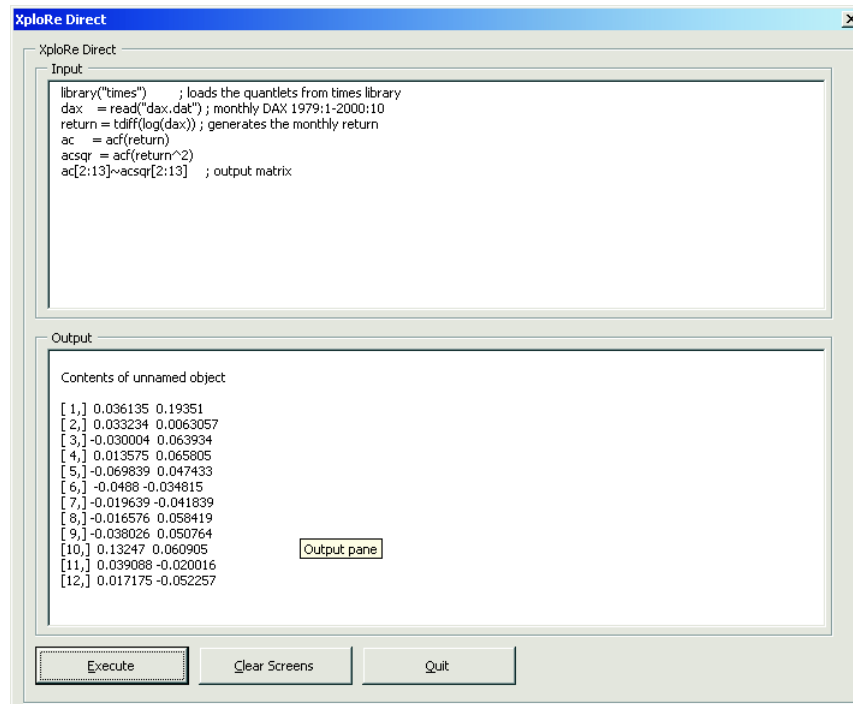 XploRe Direct
XploRe Direct
Input
library("times") ; loads the quantlets from times library
dax = read("dax.dat") ; monthly DAX 1979:1-2000:10
return = tdiff(log(dax)) ; generates the monthly return
ac = acf(return)
acsqr = acf(return^2)
ac[2:13]~acsqr[2:13] ; output matrix
Output
Contents of unnamed object
[ 1,] 0.036135 0.19351
[ 2,] 0.033234 0.0063057
[ 3,] -0.030004 0.063934
[ 4,] 0.013575 0.065805
[ 5,] -0.069839 0.047433
[ 6,] -0.0488 -0.034815
[ 7,] -0.019639 -0.041839
[ 8,] -0.016576 0.058419
[ 9,] -0.038026 0.050764
[10,] 0.13247 0.060905
[11,] 0.039088 -0.020016
[12,] 0.017175 -0.052257
Output pane
Execute
Clear Screens
Quit